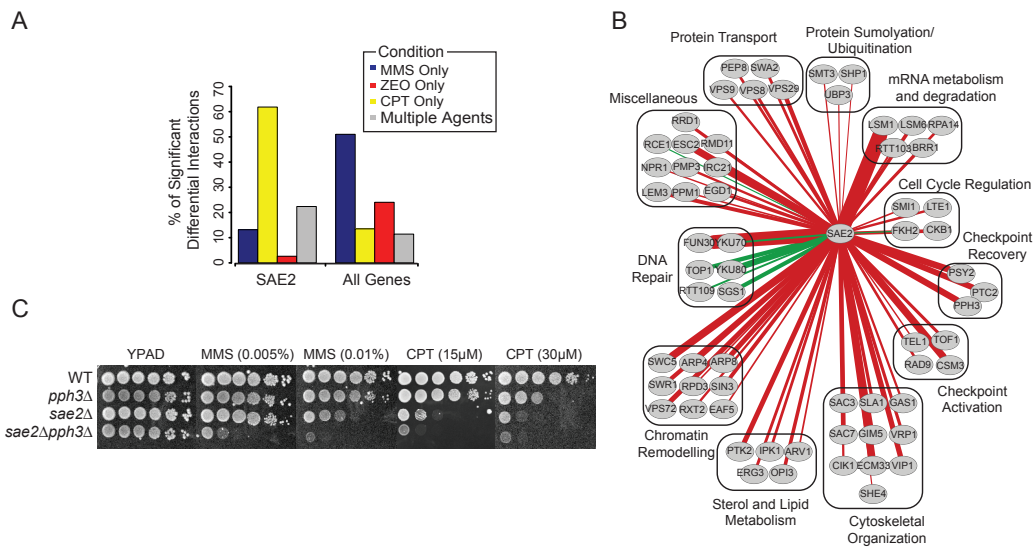 A
Condition
MMS Only
ZEO Only
CPT Only
Multiple Agents
% of Significant
Differential Interactions
0 10 20 30 40 50 60 70
SAE2 All Genes
B
Protein Transport
PEP8 SWA2
VPS9 VPS8 VPS29
Protein Sumolyation/
Ubiquitination
SMT3 SHP1
UBP3
mRNA metabolism
and degradation
LSM1 LSM6 RPA14
RTT103 BRR1
Miscellaneous
RRD1
RCE1 ESC2 RMD11
NPR1 PMP3 IRC21
LEM3 PPM1 EGD1
Cell Cycle Regulation
SMI1 LTE1
FKH2 CKB1
SAE2
DNA
Repair
FUN30 YKU70
TOP1 YKU80
RTT109 SGS1
Checkpoint
Recovery
PSY2
PTC2
PPH3
TEL1 TOF1
RAD9 CSM3
Checkpoint
Activation
SWC5 ARP4 ARP8
SWR1 RPD3 SIN3
VPS72 RXT2 EAF5
Chromatin
Remodelling
PTK2 IPK1 ARV1
ERG3 OPI3
Sterol and Lipid
Metabolism
SAC3 SLA1 GAS1
SAC7 GIM5 VRP1
CIK1 ECM33 VIP1
SHE4
Cytoskeletal
Organization
C
YPAD MMS (0.005%) MMS (0.01%) CPT (15µM) CPT (30µM)
WT
pph3Δ
sae2Δ
sae2Δpph3Δ